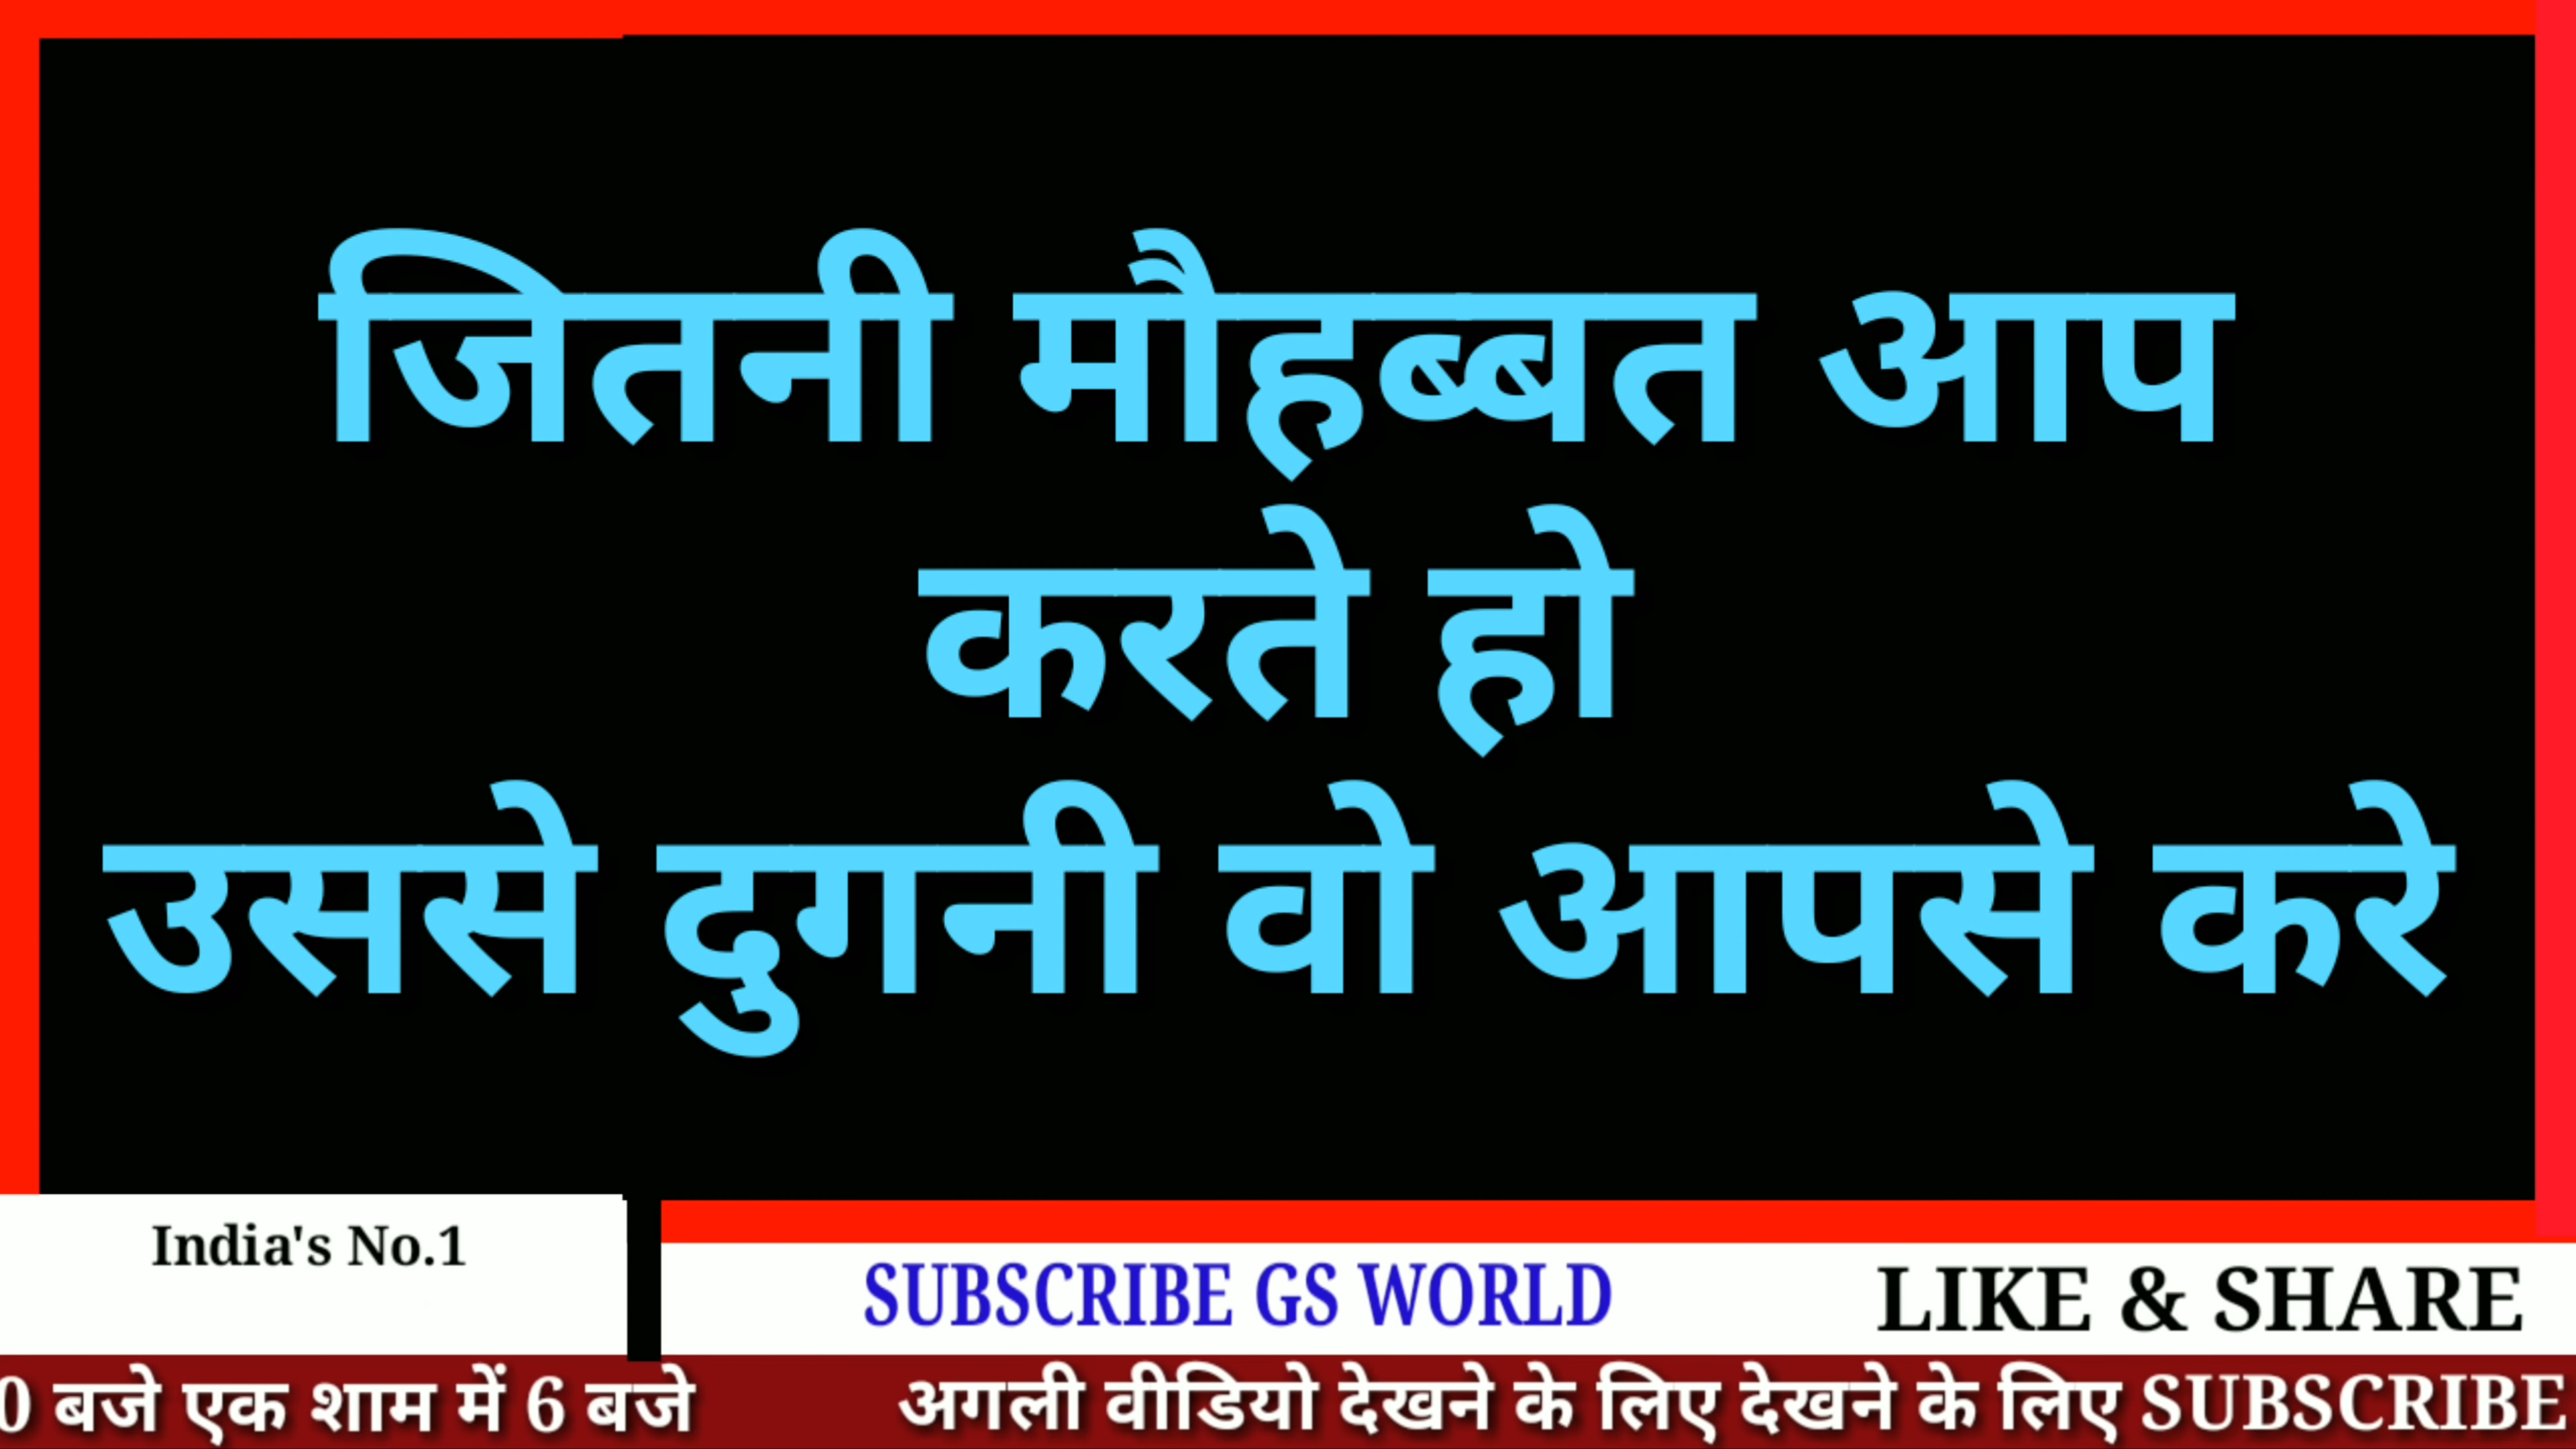 जितनी मौहब्बत आप
करते हो
उससे दुगनी वो आपसे करे
India's No.1
SUBSCRIBE GS WORLD
LIKE & SHARE
0 बजे एक शाम में 6 बजे
अगली वीडियो देखने के लिए देखने के लिए SUBSCRIBE